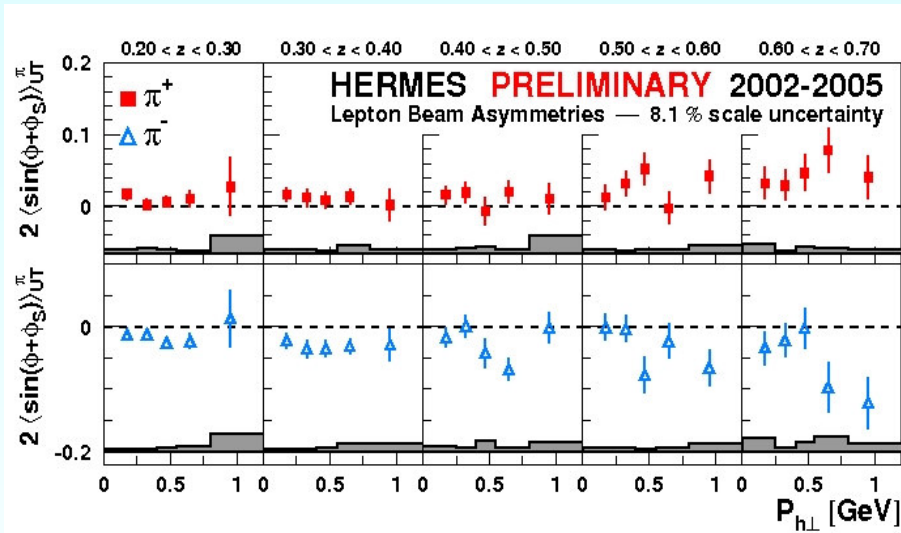 0.20 < z < 0.30 0.30 < z < 0.40 0.40 < z < 0.50 0.50 < z < 0.60 0.60 < z < 0.70
HERMES PRELIMINARY 2002-2005
Lepton Beam Asymmetries — 8.1 % scale uncertainty
π+
π-
2 ⟨sin(ϕ+ϕS)⟩πUT
0.2
0.1
0
2 ⟨sin(ϕ+ϕS)⟩πUT
0
-0.2
0 0.5 1 0 0.5 1 0 0.5 1 0 0.5 1 0 0.5 1
Ph⊥ [GeV]